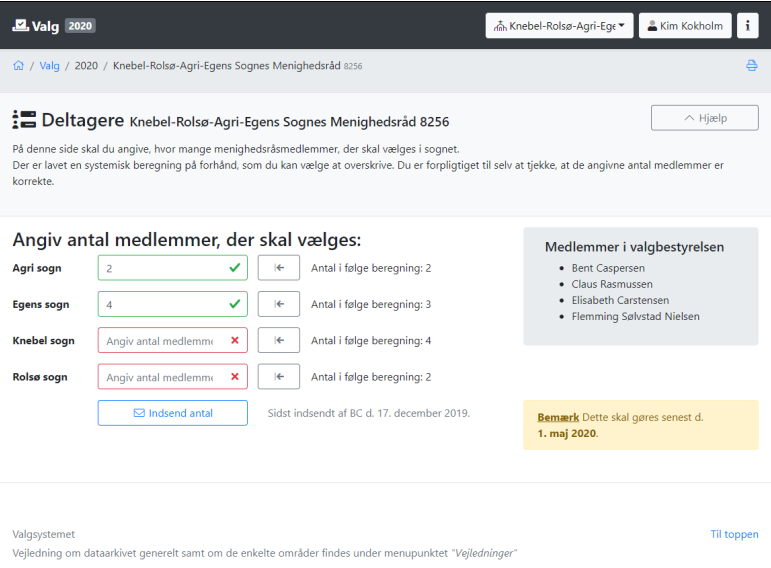 Valg 2020
Knebel-Rolsø-Agri-Ege
Kim Kokholm
i
/ Valg / 2020 / Knebel-Rolsø-Agri-Egens Sognes Menighedsråd 8256
Deltagere Knebel-Rolsø-Agri-Egens Sognes Menighedsråd 8256
Hjælp
På denne side skal du angive, hvor mange menighedsråsmedlemmer, der skal vælges i sognet.
Der er lavet en systemisk beregning på forhånd, som du kan vælge at overskrive. Du er forpligtiget til selv at tjekke, at de angivne antal medlemmer er
korrekte.
Angiv antal medlemmer, der skal vælges:
Agri sogn 2 Antal i følge beregning: 2
Egens sogn 4 Antal i følge beregning: 3
Knebel sogn Angiv antal medlemme Antal i følge beregning: 4
Rolsø sogn Angiv antal medlemme Antal i følge beregning: 2
Indsend antal Sidst indsendt af BC d. 17. december 2019.
Medlemmer i valgbestyrelsen
• Bent Caspersen
• Claus Rasmussen
• Elisabeth Carstensen
• Flemming Sølvstad Nielsen
Bemærk Dette skal gøres senest d.
1. maj 2020.
Valgsystemet
Til toppen
Vejledning om dataarkivet generelt samt om de enkelte områder findes under menupunktet "Vejledninger"